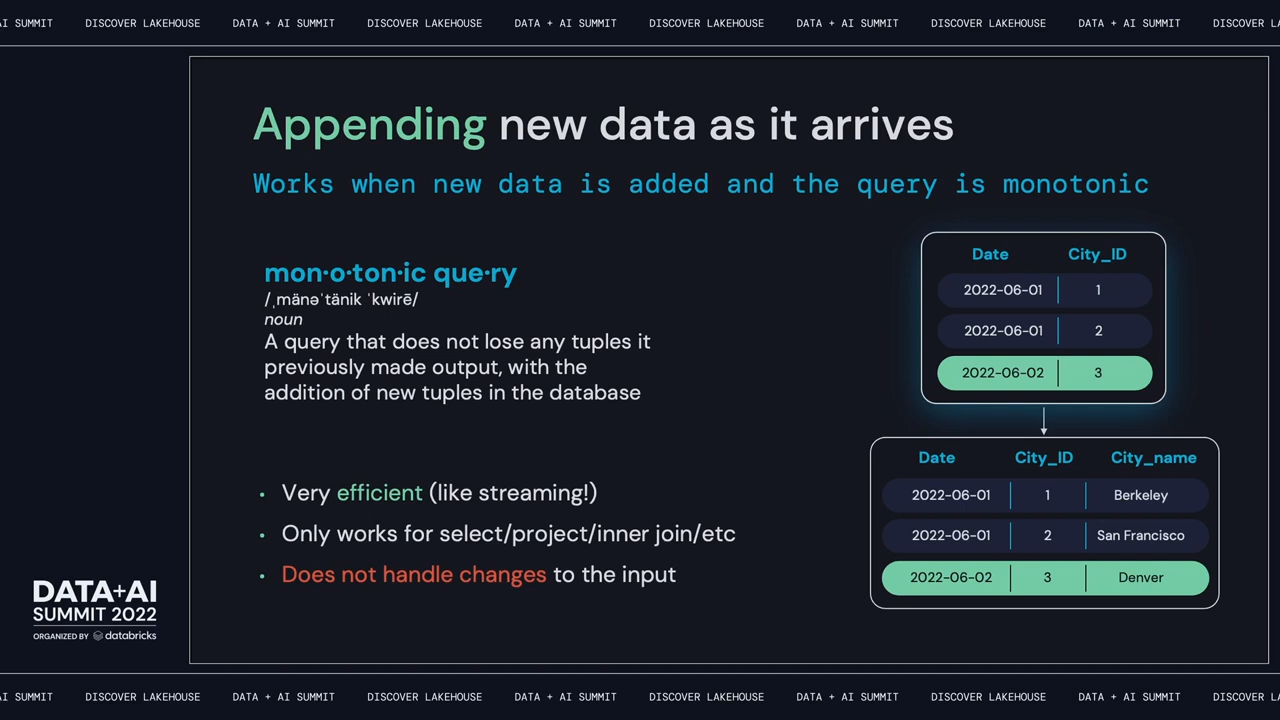 AI SUMMIT DISCOVER LAKEHOUSE DATA + AI SUMMIT DISCOVER LAKEHOUSE DATA + AI SUMMIT DISCOVER LAKEHOUSE DATA + AI SUMMIT DISCOVER LAKEHOUSE DATA + AI SUMMIT DISCOVER LA
Appending new data as it arrives
Works when new data is added and the query is monotonic
mon·o·ton·ic que·ry
/ˌmänəˈtänik ˈkwirē/
noun
A query that does not lose any tuples it
previously made output, with the
addition of new tuples in the database
• Very efficient (like streaming!)
• Only works for select/project/inner join/etc
• Does not handle changes to the input
Date City_ID
2022-06-01 1
2022-06-01 2
2022-06-02 3
Date City_ID City_name
2022-06-01 1 Berkeley
2022-06-01 2 San Francisco
2022-06-02 3 Denver
DATA+AI
SUMMIT 2022
ORGANIZED BY databricks
AI SUMMIT DISCOVER LAKEHOUSE DATA + AI SUMMIT DISCOVER LAKEHOUSE DATA + AI SUMMIT DISCOVER LAKEHOUSE DATA + AI SUMMIT DISCOVER LAKEHOUSE DATA + AI SUMMIT DISCOVER LA